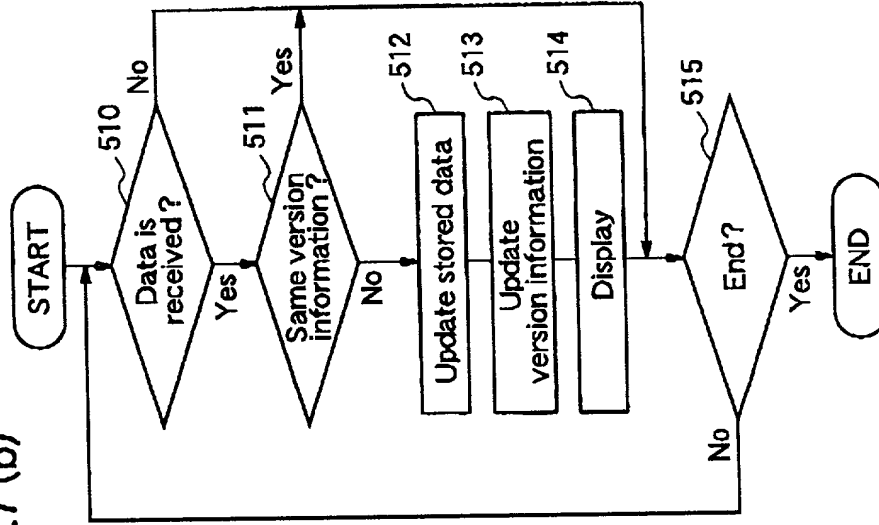 7 (b)
START
510
Data is
received?
No
Yes
511
Same version
information?
Yes
No
512
Update stored data
513
Update
version information
514
Display
515
End?
No
Yes
END